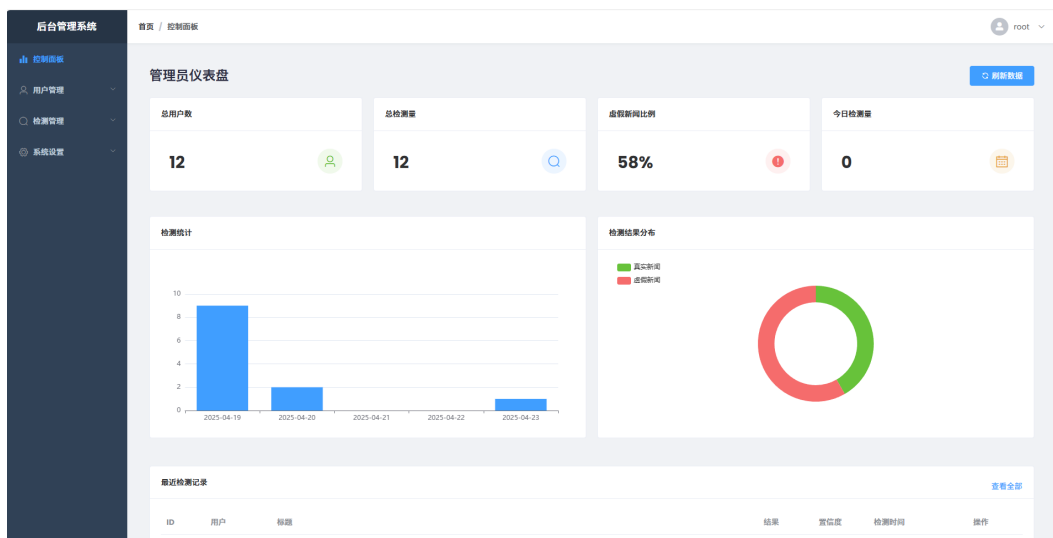 后台管理系统
首页 / 控制面板
root
控制面板
用户管理
检测管理
系统设置
管理员仪表盘
刷新数据
总用户数
总检测量
虚假新闻比例
今日检测量
12
12
58%
0
检测统计
检测结果分布
真实新闻
虚假新闻
10
8
6
4
2
0
2025-04-19 2025-04-20 2025-04-21 2025-04-22 2025-04-23
最近检测记录
查看全部
ID 用户 标题 结果 置信度 检测时间 操作